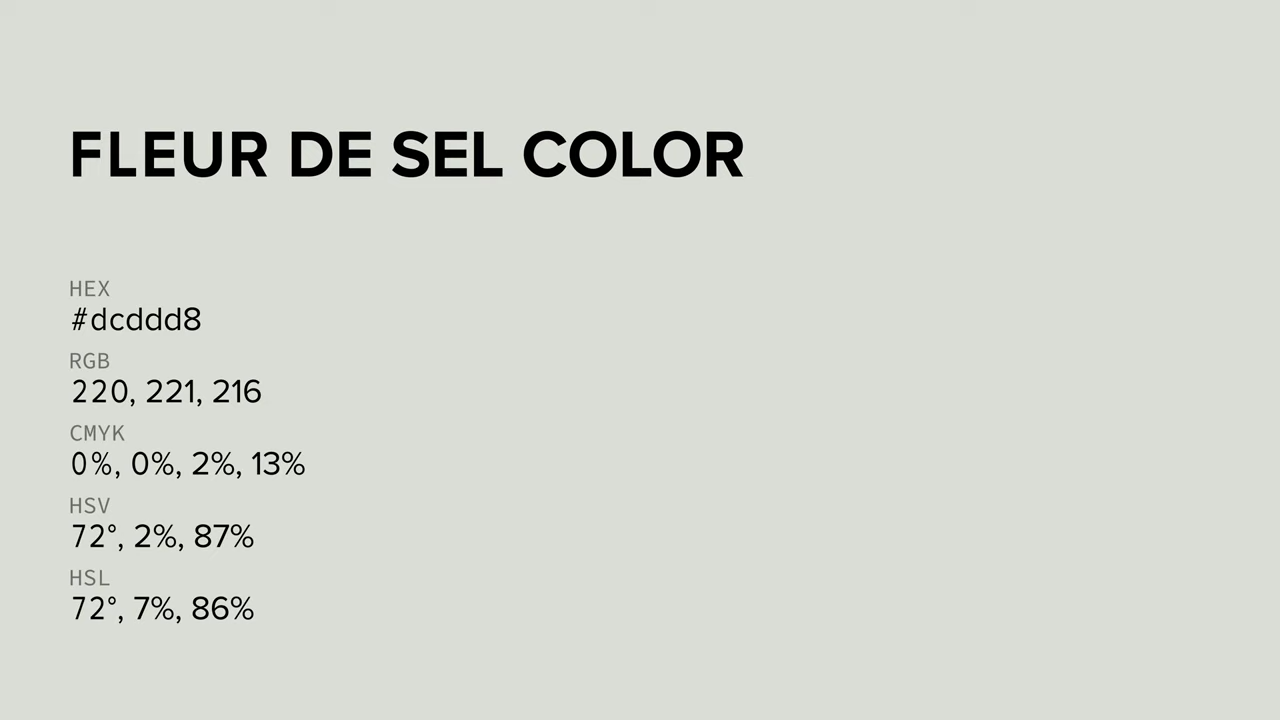 FLEUR DE SEL COLOR
HEX
#dcddd8
RGB
220, 221, 216
CMYK
0%, 0%, 2%, 13%
HSV
72°, 2%, 87%
HSL
72°, 7%, 86%